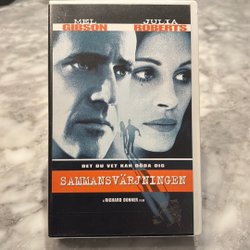 MEL GIBSON
JULIA ROBERTS
DET DU VET KAN DÖDA DIG
SAMMANSVÄRJNINGEN
A RICHARD DONNER FILM